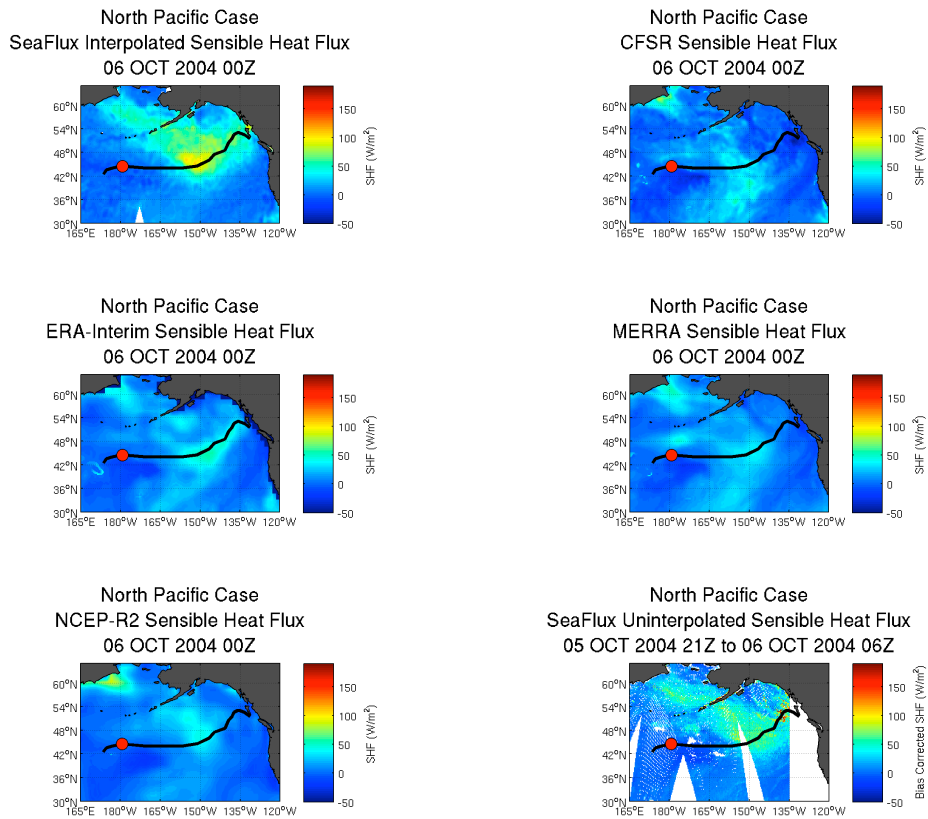 North Pacific Case
SeaFlux Interpolated Sensible Heat Flux
06 OCT 2004 00Z
60°N
54°N
48°N
42°N
36°N
30°N
165°E 180°W 165°W 150°W 135°W 120°W
150
100
50
0
-50
SHF (W/m²)
North Pacific Case
CFSR Sensible Heat Flux
06 OCT 2004 00Z
60°N
54°N
48°N
42°N
36°N
30°N
165°E 180°W 165°W 150°W 135°W 120°W
150
100
50
0
-50
SHF (W/m²)
North Pacific Case
ERA-Interim Sensible Heat Flux
06 OCT 2004 00Z
60°N
54°N
48°N
42°N
36°N
30°N
165°E 180°W 165°W 150°W 135°W 120°W
150
100
50
0
-50
SHF (W/m²)
North Pacific Case
MERRA Sensible Heat Flux
06 OCT 2004 00Z
60°N
54°N
48°N
42°N
36°N
30°N
165°E 180°W 165°W 150°W 135°W 120°W
150
100
50
0
-50
SHF (W/m²)
North Pacific Case
NCEP-R2 Sensible Heat Flux
06 OCT 2004 00Z
60°N
54°N
48°N
42°N
36°N
30°N
165°E 180°W 165°W 150°W 135°W 120°W
150
100
50
0
-50
SHF (W/m²)
North Pacific Case
SeaFlux Uninterpolated Sensible Heat Flux
05 OCT 2004 21Z to 06 OCT 2004 06Z
60°N
54°N
48°N
42°N
36°N
30°N
165°E 180°W 165°W 150°W 135°W 120°W
150
100
50
0
-50
Bias Corrected SHF (W/m²)